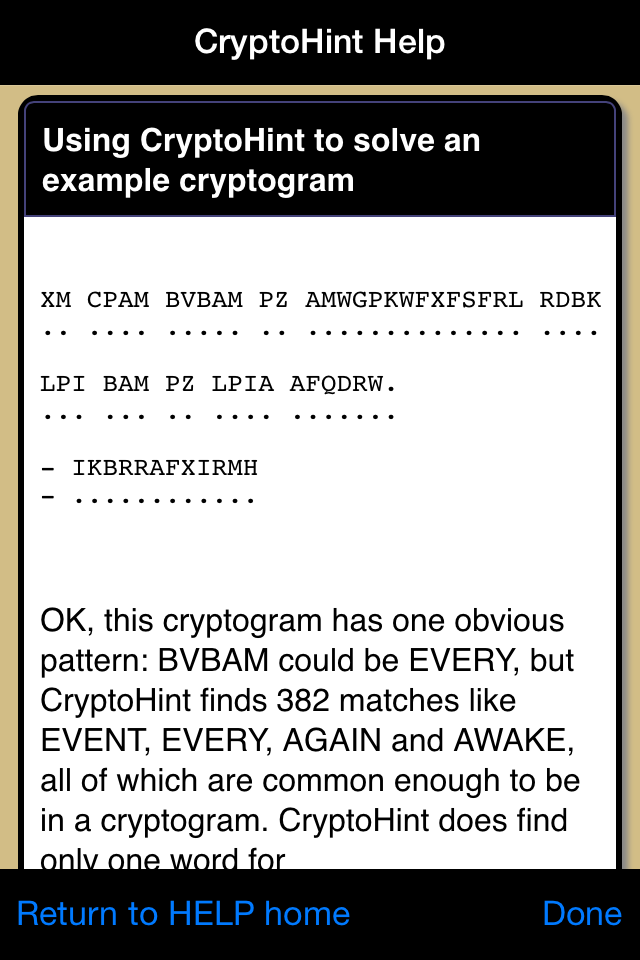 CryptoHint Help
Using CryptoHint to solve an
example cryptogram
XM CPAM BVBAM PZ AMWGPKWFXFSFRL RDBK
.. .... ..... .. .............. ....
LPI BAM PZ LPIA AFQDRW.
... ... .. .... .......
- IKBRRAFXIRMH
- ............
OK, this cryptogram has one obvious
pattern: BVBAM could be EVERY, but
CryptoHint finds 382 matches like
EVENT, EVERY, AGAIN and AWAKE,
all of which are common enough to be
in a cryptogram. CryptoHint does find
only one word for
Return to HELP home
Done